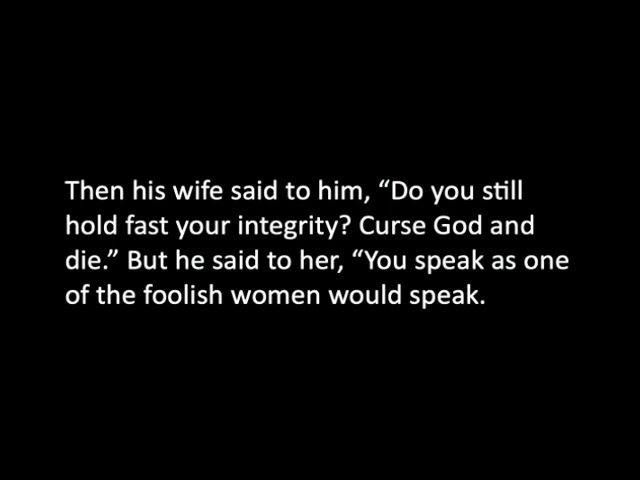 Then his wife said to him, “Do you still
hold fast your integrity? Curse God and
die.” But he said to her, “You speak as one
of the foolish women would speak.